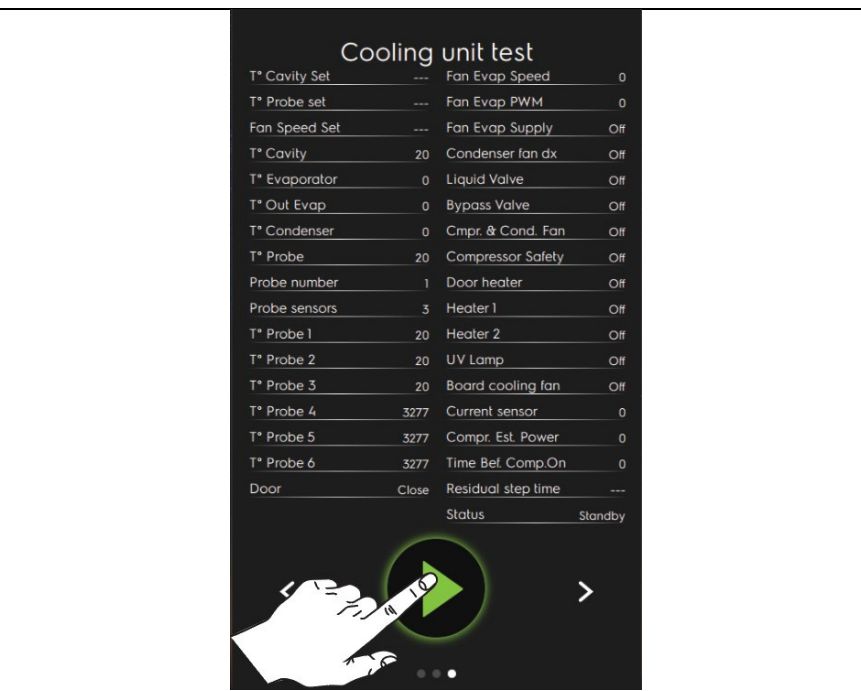 Cooling unit test
T° Cavity Set --- Fan Evap Speed 0
T° Probe set --- Fan Evap PWM 0
Fan Speed Set --- Fan Evap Supply Off
T° Cavity 20 Condenser fan dx Off
T° Evaporator 0 Liquid Valve Off
T° Out Evap 0 Bypass Valve Off
T° Condenser 0 Cmpr. & Cond. Fan Off
T° Probe 20 Compressor Safety Off
Probe number 1 Door heater Off
Probe sensors 3 Heater 1 Off
T° Probe 1 20 Heater 2 Off
T° Probe 2 20 UV Lamp Off
T° Probe 3 20 Board cooling fan Off
T° Probe 4 3277 Current sensor 0
T° Probe 5 3277 Compr. Est. Power 0
T° Probe 6 3277 Time Bef. Comp.On 0
Door Close Residual step time ---
Status Standby